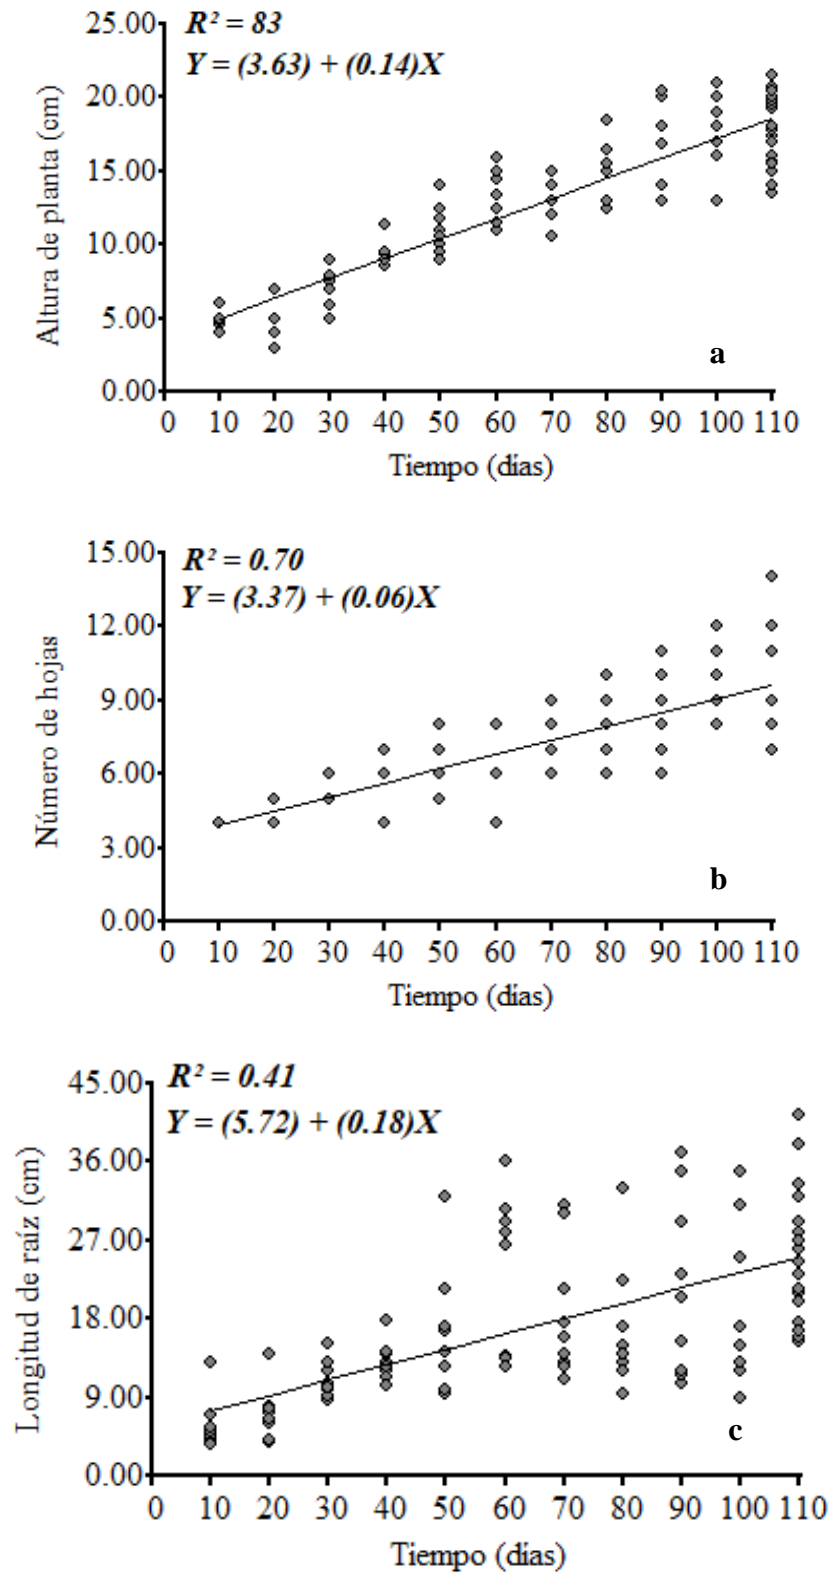 R² = 83
Y = (3.63) + (0.14)X
25.00
20.00
15.00
10.00
5.00
0.00
Altura de planta (cm)
a
0 10 20 30 40 50 60 70 80 90 100 110
Tiempo (días)
R² = 0.70
Y = (3.37) + (0.06)X
15.00
12.00
9.00
6.00
3.00
0.00
Número de hojas
b
0 10 20 30 40 50 60 70 80 90 100 110
Tiempo (días)
R² = 0.41
Y = (5.72) + (0.18)X
45.00
36.00
27.00
18.00
9.00
0.00
Longitud de raíz (cm)
c
0 10 20 30 40 50 60 70 80 90 100 110
Tiempo (días)